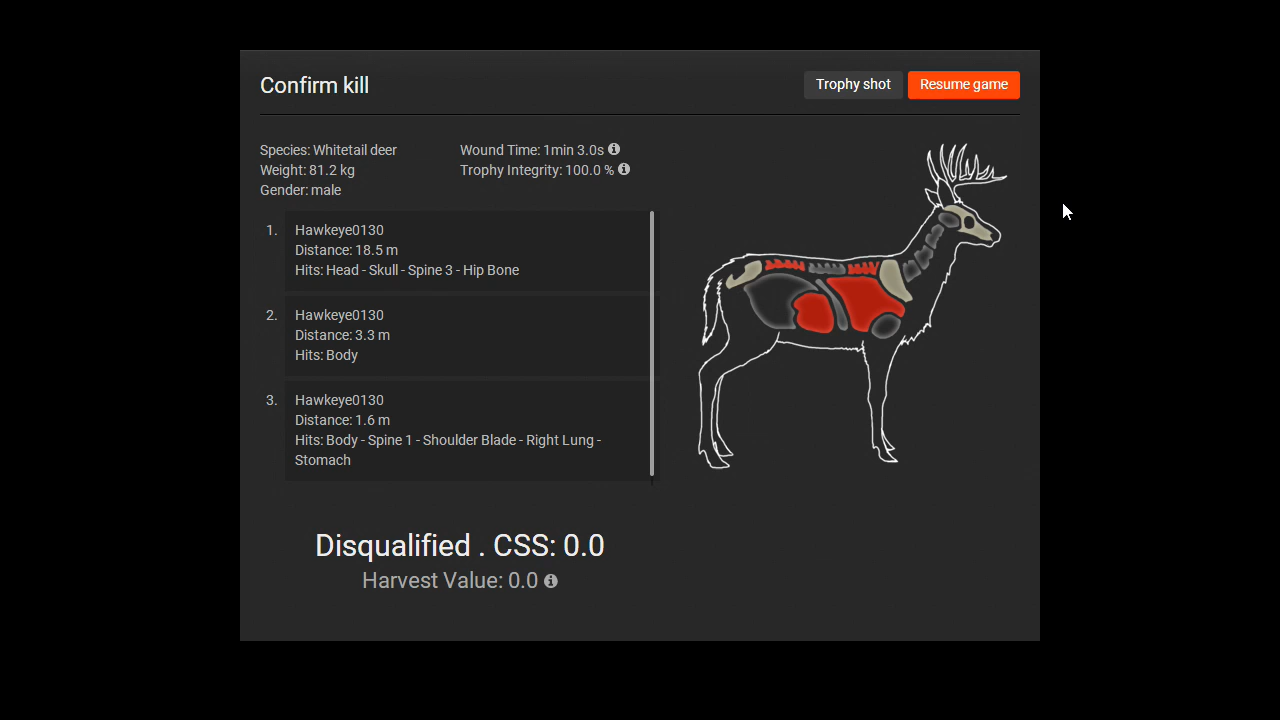 Confirm kill
Trophy shot
Resume game
Species: Whitetail deer
Weight: 81.2 kg
Gender: male
Wound Time: 1min 3.0s
Trophy Integrity: 100.0 %
1.
Hawkeye0130
Distance: 18.5 m
Hits: Head - Skull - Spine 3 - Hip Bone
2.
Hawkeye0130
Distance: 3.3 m
Hits: Body
3.
Hawkeye0130
Distance: 1.6 m
Hits: Body - Spine 1 - Shoulder Blade - Right Lung -
Stomach
Disqualified . CSS: 0.0
Harvest Value: 0.0